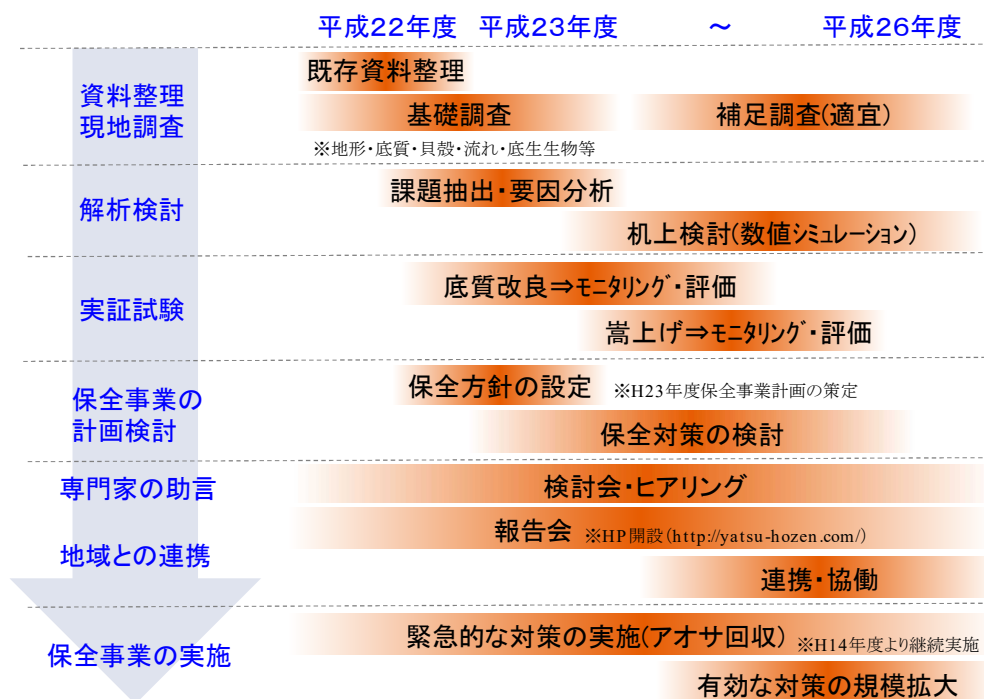 平成22年度 平成23年度 ～ 平成26年度
資料整理
現地調査
既存資料整理
基礎調査
補足調査(適宜)
※地形・底質・貝殻・流れ・底生生物等
解析検討
課題抽出・要因分析
机上検討(数値ｼﾐｭﾚｰｼｮﾝ)
実証試験
底質改良⇒ﾓﾆﾀﾘﾝｸﾞ・評価
嵩上げ⇒ﾓﾆﾀﾘﾝｸﾞ・評価
保全事業の
計画検討
保全方針の設定 ※H23年度保全事業計画の策定
保全対策の検討
専門家の助言
検討会・ヒアリング
地域との連携
報告会 ※HP開設(http://yatsu-hozen.com/)
連携・協働
保全事業の実施
緊急的な対策の実施(アオサ回収) ※H14年度より継続実施
有効な対策の規模拡大